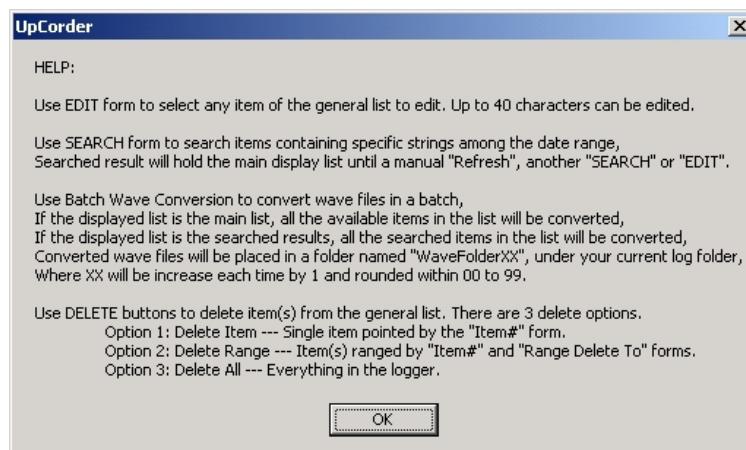 UpCorder
HELP:
Use EDIT form to select any item of the general list to edit. Up to 40 characters can be edited.
Use SEARCH form to search items containing specific strings among the date range,
Searched result will hold the main display list until a manual "Refresh", another "SEARCH" or "EDIT".
Use Batch Wave Conversion to convert wave files in a batch,
If the displayed list is the main list, all the available items in the list will be converted,
If the displayed list is the searched results, all the searched items in the list will be converted,
Converted wave files will be placed in a folder named "WaveFolderXX", under your current log folder,
Where XX will be increase each time by 1 and rounded within 00 to 99.
Use DELETE buttons to delete item(s) from the general list. There are 3 delete options.
Option 1: Delete Item --- Single item pointed by the "Item#" form.
Option 2: Delete Range --- Item(s) ranged by "Item#" and "Range Delete To" forms.
Option 3: Delete All --- Everything in the logger.
OK